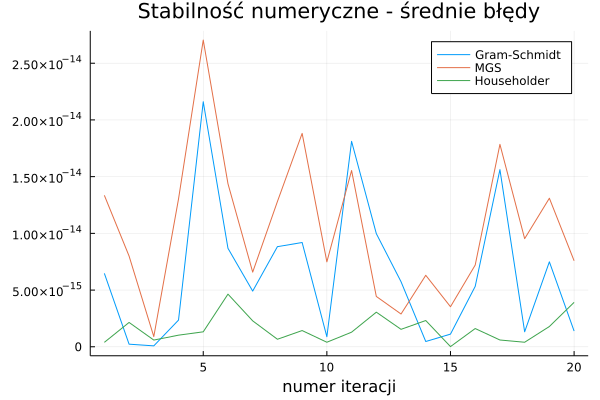 Stabilność numeryczne - średnie błędy
Gram-Schmidt
MGS
Householder
2.50×10⁻¹⁴
2.00×10⁻¹⁴
1.50×10⁻¹⁴
1.00×10⁻¹⁴
5.00×10⁻¹⁵
0
5 10 15 20
numer iteracji